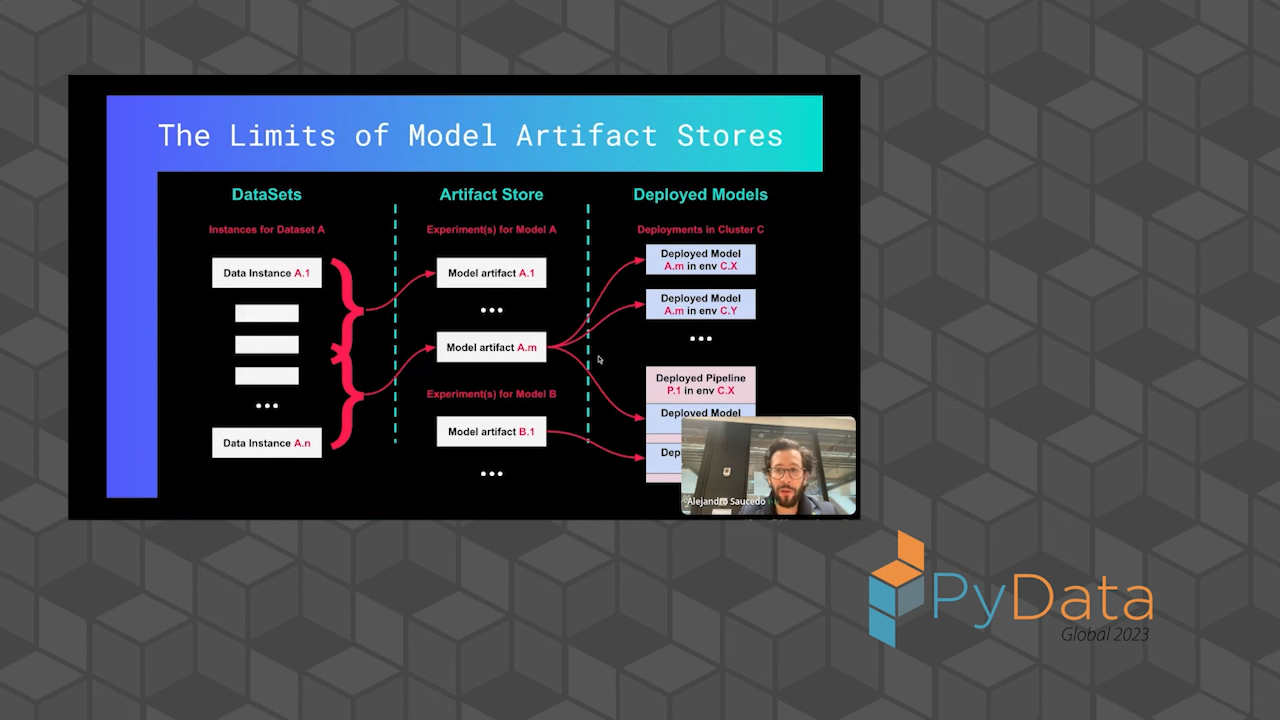 The Limits of Model Artifact Stores
DataSets
Instances for Dataset A
Data Instance A.1
...
Data Instance A.n
Artifact Store
Experiment(s) for Model A
Model artifact A.1
...
Model artifact A.m
Experiment(s) for Model B
Model artifact B.1
...
Deployed Models
Deployments in Cluster C
Deployed Model
A.m in env C.X
Deployed Model
A.m in env C.Y
...
Deployed Pipeline
P.1 in env C.X
Deployed Model
Dep
Alejandro Saucedo
PyData
Global 2023